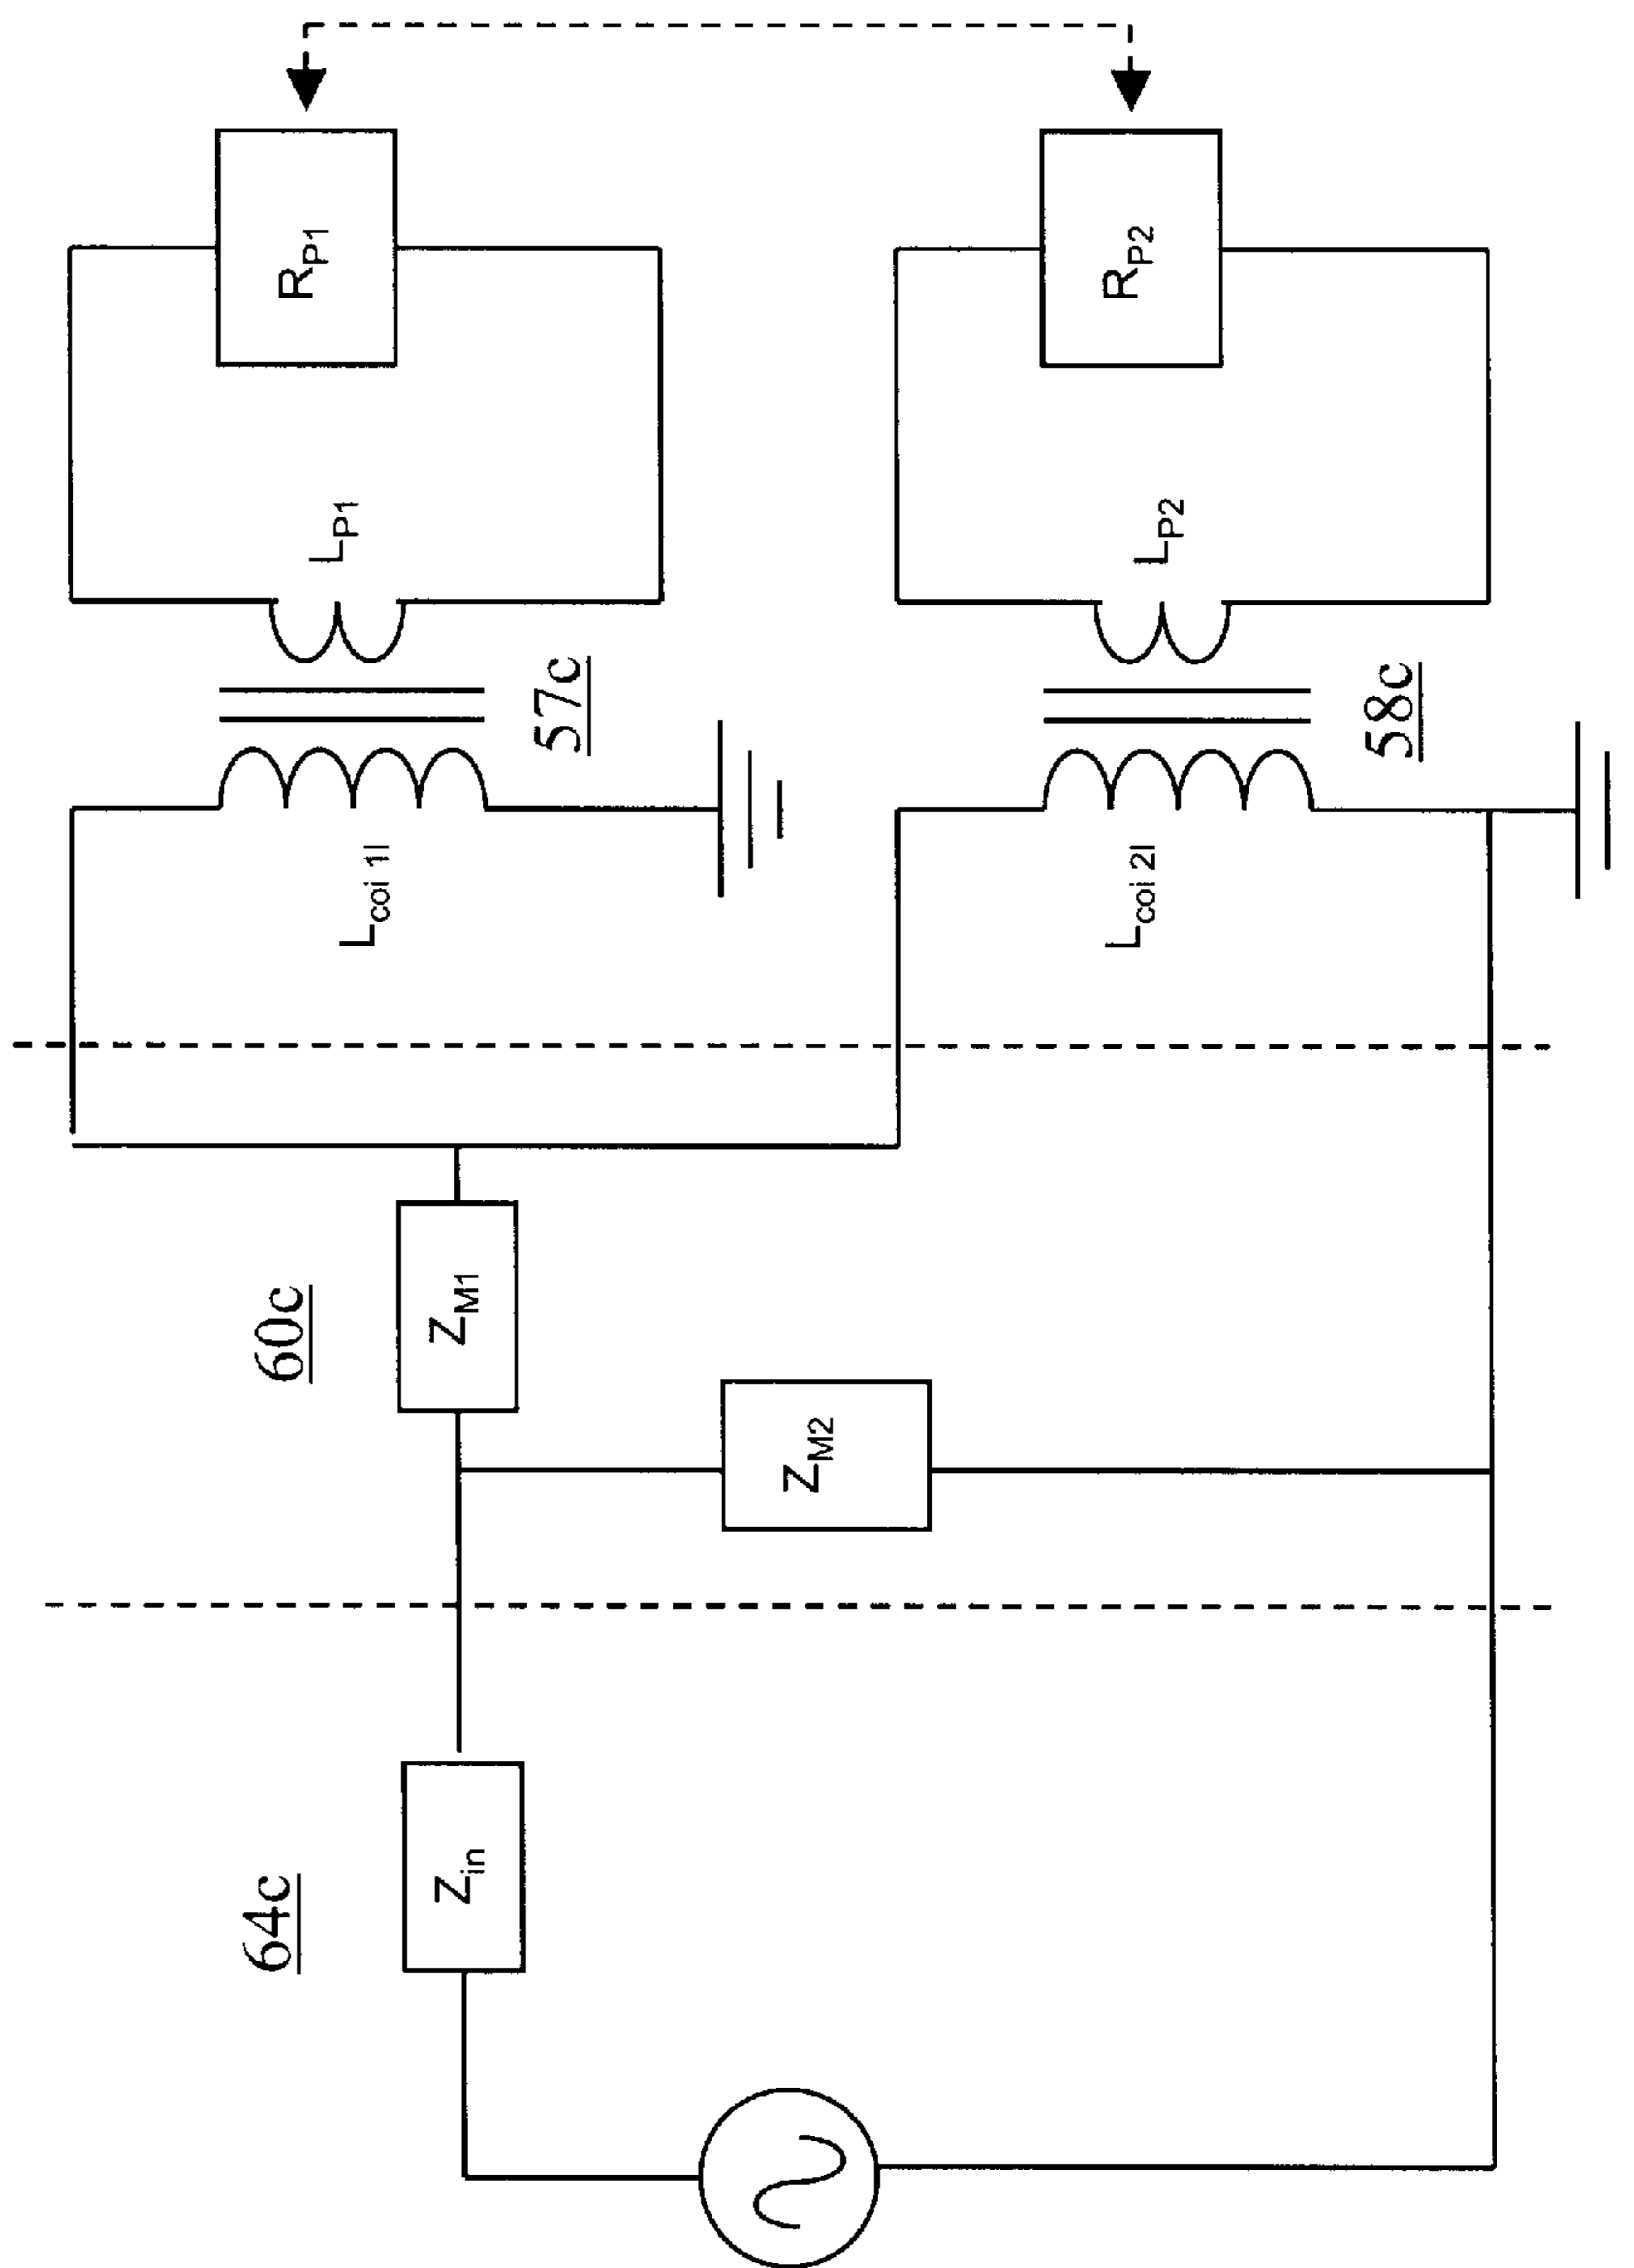 64c
Z_in
60c
Z_M1
Z_M2
L_coi 1l
57c
L_P1
R_P1
L_coi 2l
58c
L_P2
R_P2